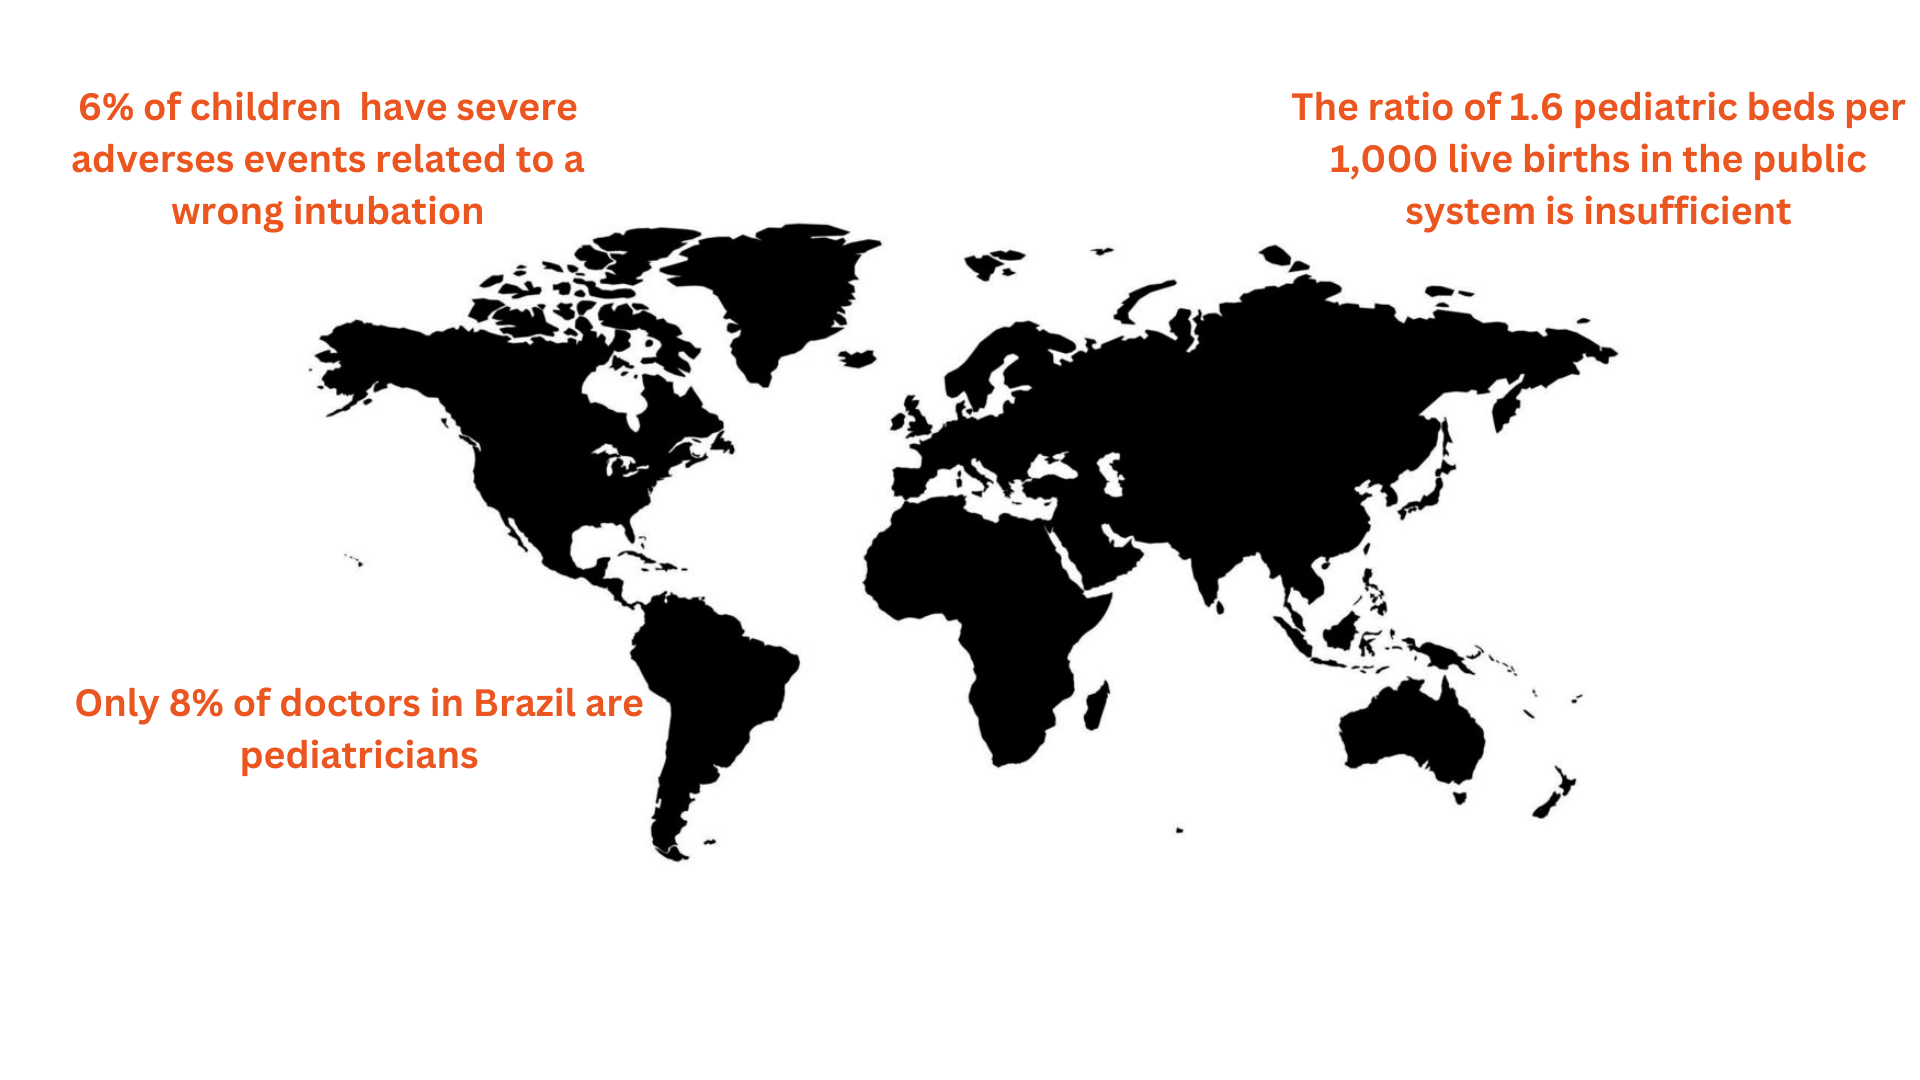 6% of children  have severe
adverses events related to a
wrong intubation
The ratio of 1.6 pediatric beds per
1,000 live births in the public
system is insufficient
Only 8% of doctors in Brazil are
pediatricians